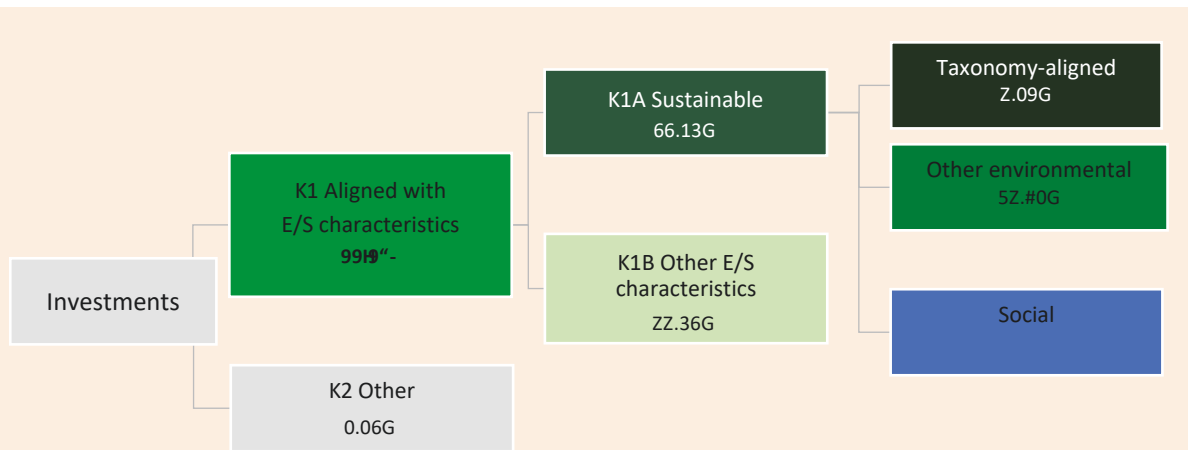 Investments
K1 Aligned with
E/S characteristics
K2 Other
0.06G
K1A Sustainable
66.13G
K1B Other E/S
characteristics
ZZ.36G
Taxonomy-aligned
Z.09G
Other environmental
5Z.#0G
Social